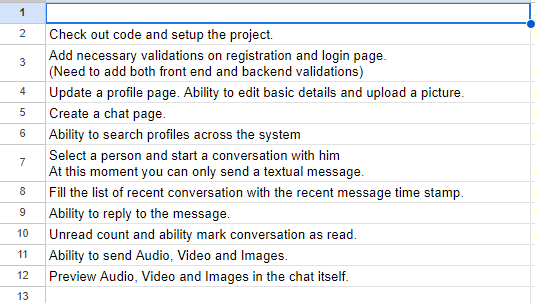 1
2 Check out code and setup the project.
3 Add necessary validations on registration and login page.
(Need to add both front end and backend validations)
4 Update a profile page. Ability to edit basic details and upload a picture.
5 Create a chat page.
6 Ability to search profiles across the system
7 Select a person and start a conversation with him
At this moment you can only send a textual message.
8 Fill the list of recent conversation with the recent message time stamp.
9 Ability to reply to the message.
10 Unread count and ability mark conversation as read.
11 Ability to send Audio, Video and Images.
12 Preview Audio, Video and Images in the chat itself.
13